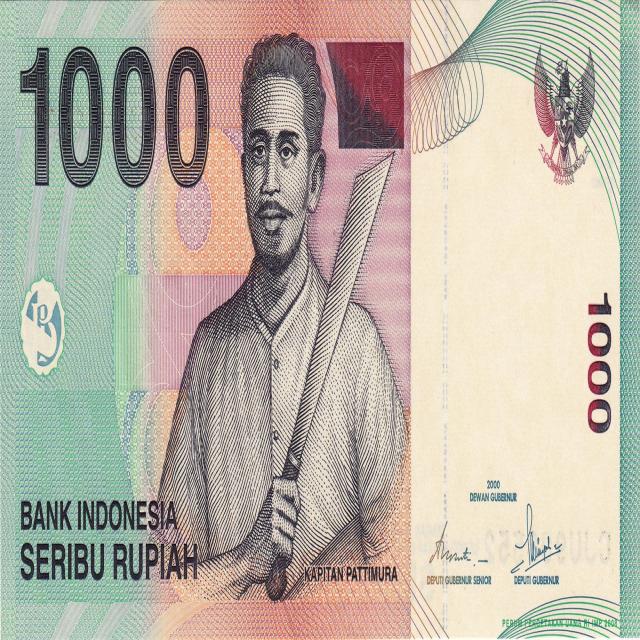 1000
BANK INDONESIA
SERIBU RUPIAH
KAPITAN PATTIMURA
1000
2000
DEWAN GUBERNUR
DEPUTI GUBERNUR SENIOR
DEPUTI GUBERNUR